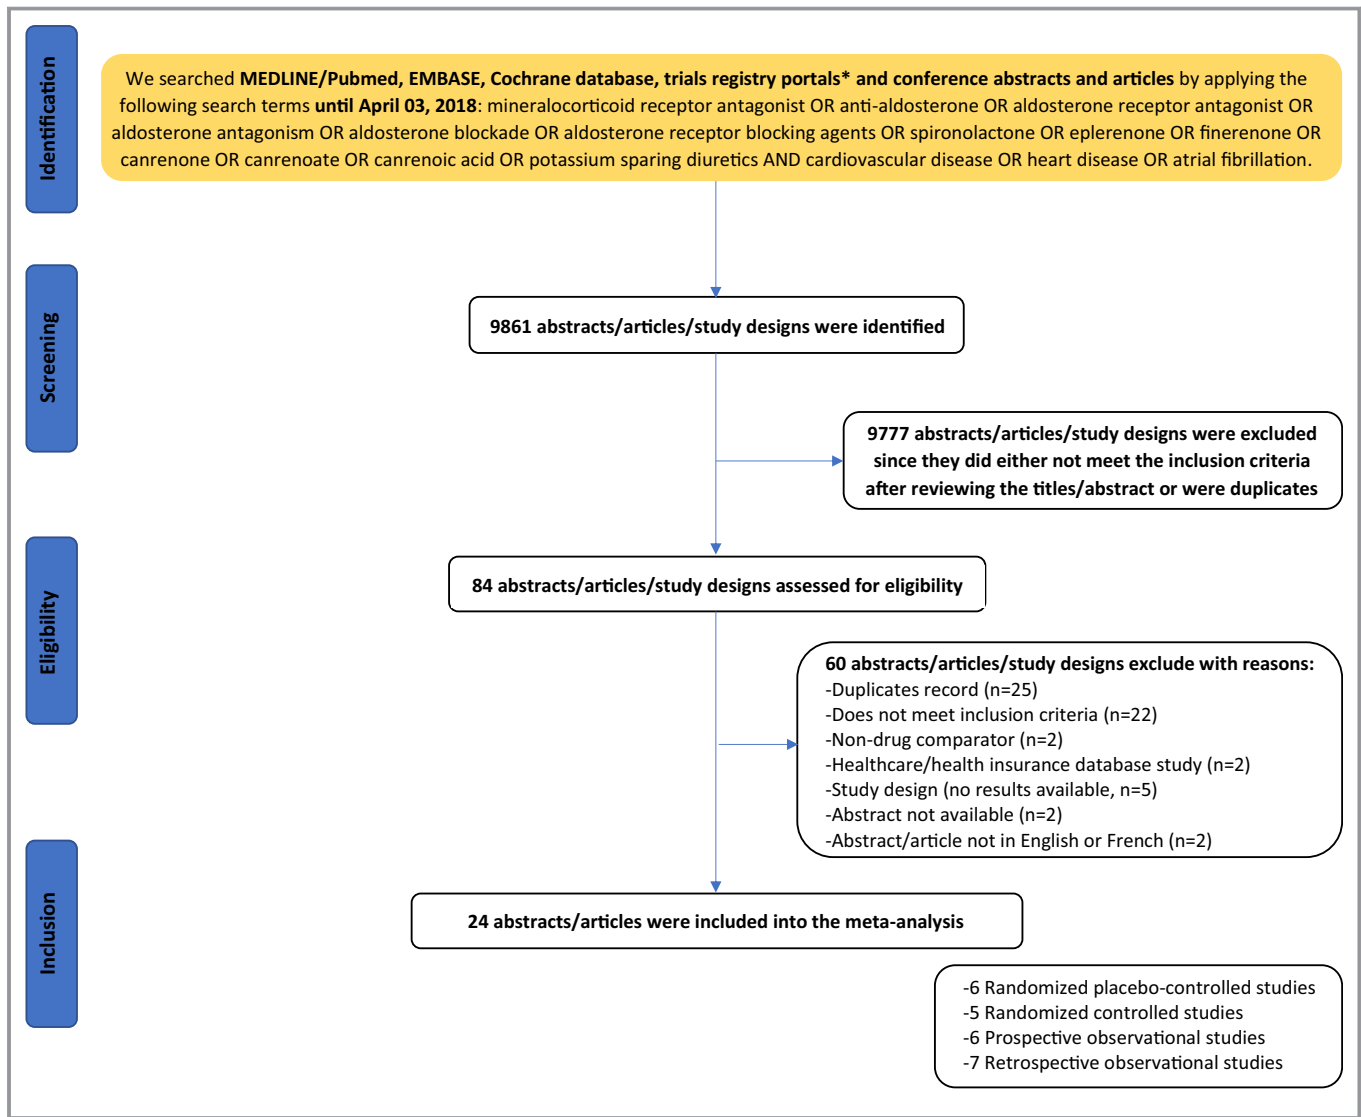 Identification
We searched MEDLINE/Pubmed, EMBASE, Cochrane database, trials registry portals* and conference abstracts and articles by applying the
following search terms until April 03, 2018: mineralocorticoid receptor antagonist OR anti-aldosterone OR aldosterone receptor antagonist OR
aldosterone antagonism OR aldosterone blockade OR aldosterone receptor blocking agents OR spironolactone OR eplerenone OR finerenone OR
canrenone OR canrenoate OR canrenoic acid OR potassium sparing diuretics AND cardiovascular disease OR heart disease OR atrial fibrillation.
Screening
9861 abstracts/articles/study designs were identified
9777 abstracts/articles/study designs were excluded
since they did either not meet the inclusion criteria
after reviewing the titles/abstract or were duplicates
Eligibility
84 abstracts/articles/study designs assessed for eligibility
60 abstracts/articles/study designs exclude with reasons:
-Duplicates record (n=25)
-Does not meet inclusion criteria (n=22)
-Non-drug comparator (n=2)
-Healthcare/health insurance database study (n=2)
-Study design (no results available, n=5)
-Abstract not available (n=2)
-Abstract/article not in English or French (n=2)
Inclusion
24 abstracts/articles were included into the meta-analysis
-6 Randomized placebo-controlled studies
-5 Randomized controlled studies
-6 Prospective observational studies
-7 Retrospective observational studies